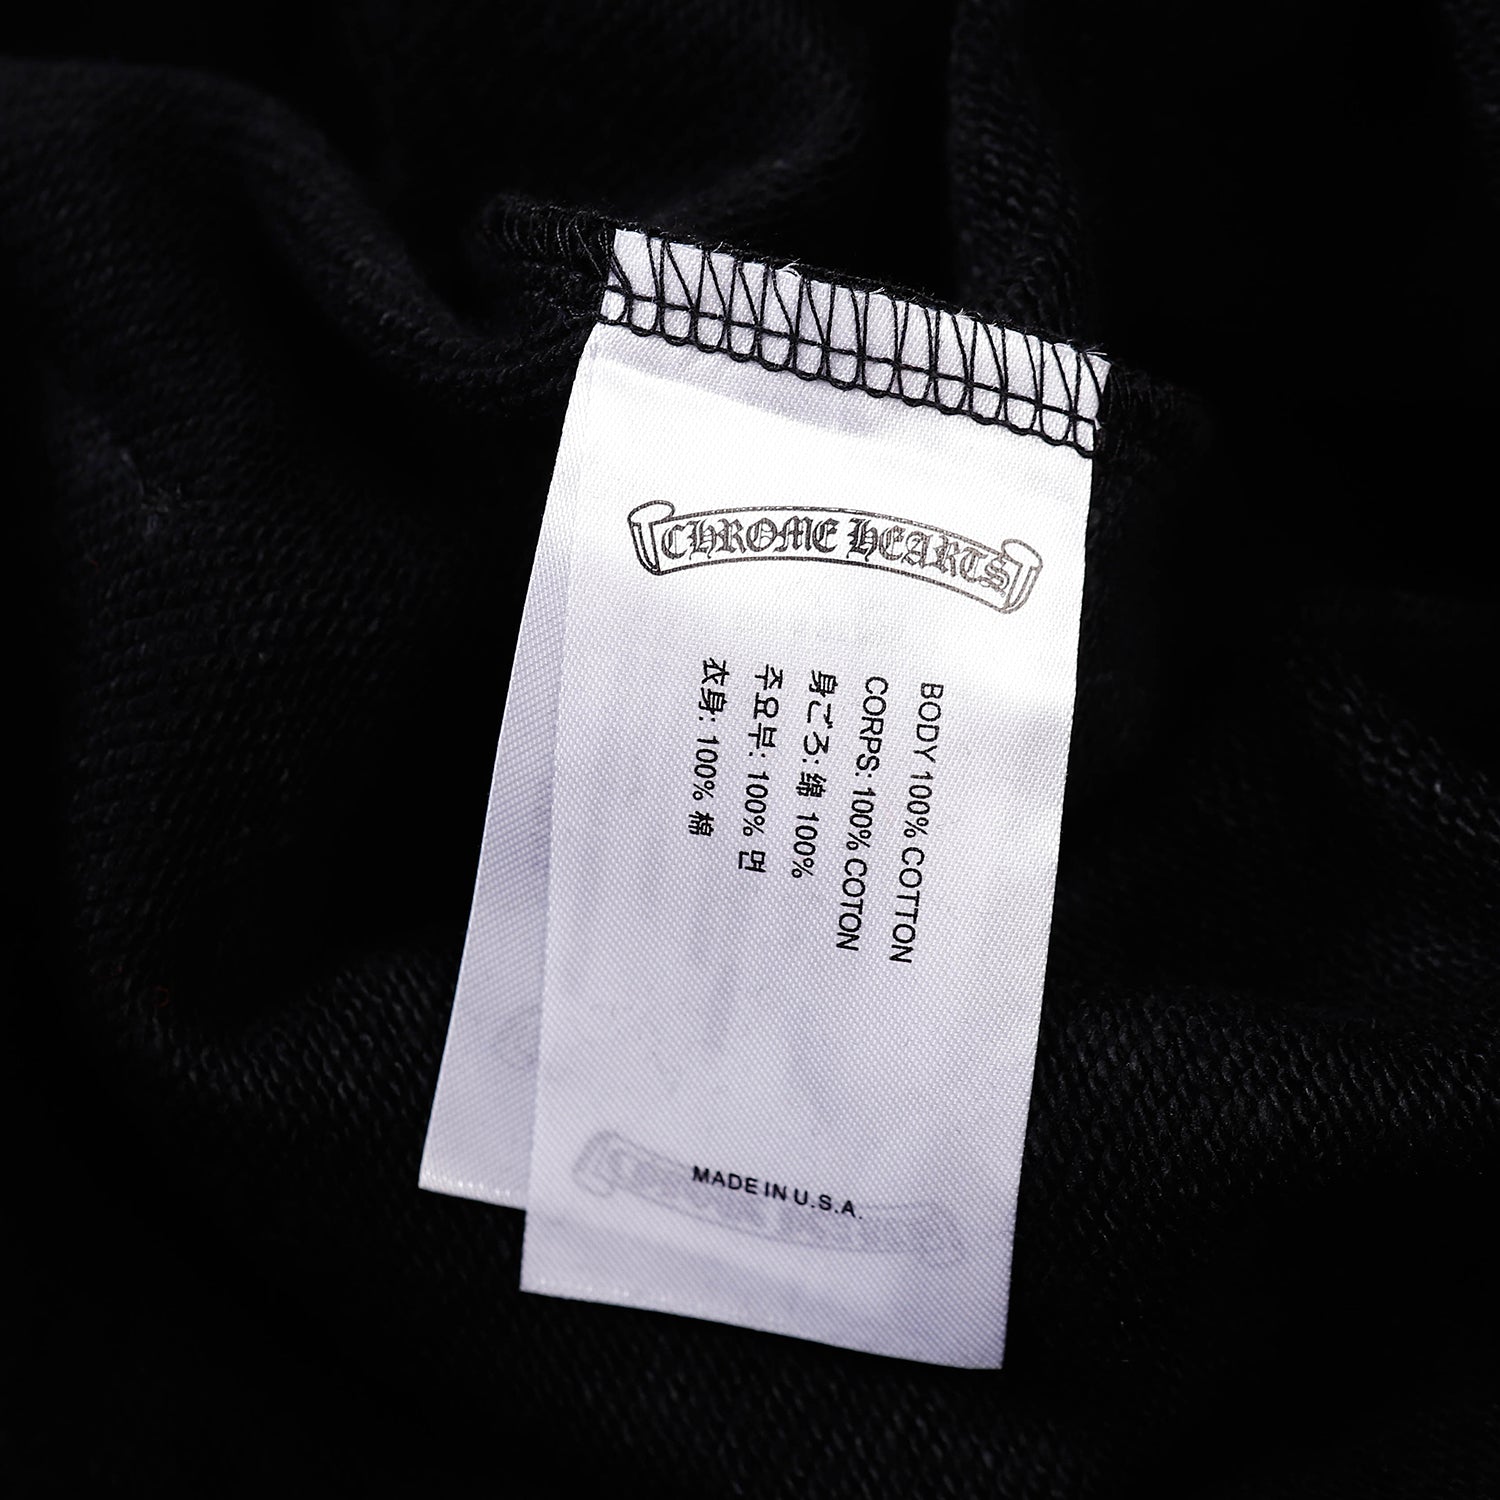 CHROME HEARTS
BODY 100% COTTON
CORPS: 100% COTON
身ごろ: 綿 100%
주요부: 100% 면
衣身: 100% 棉
MADE IN U.S.A.